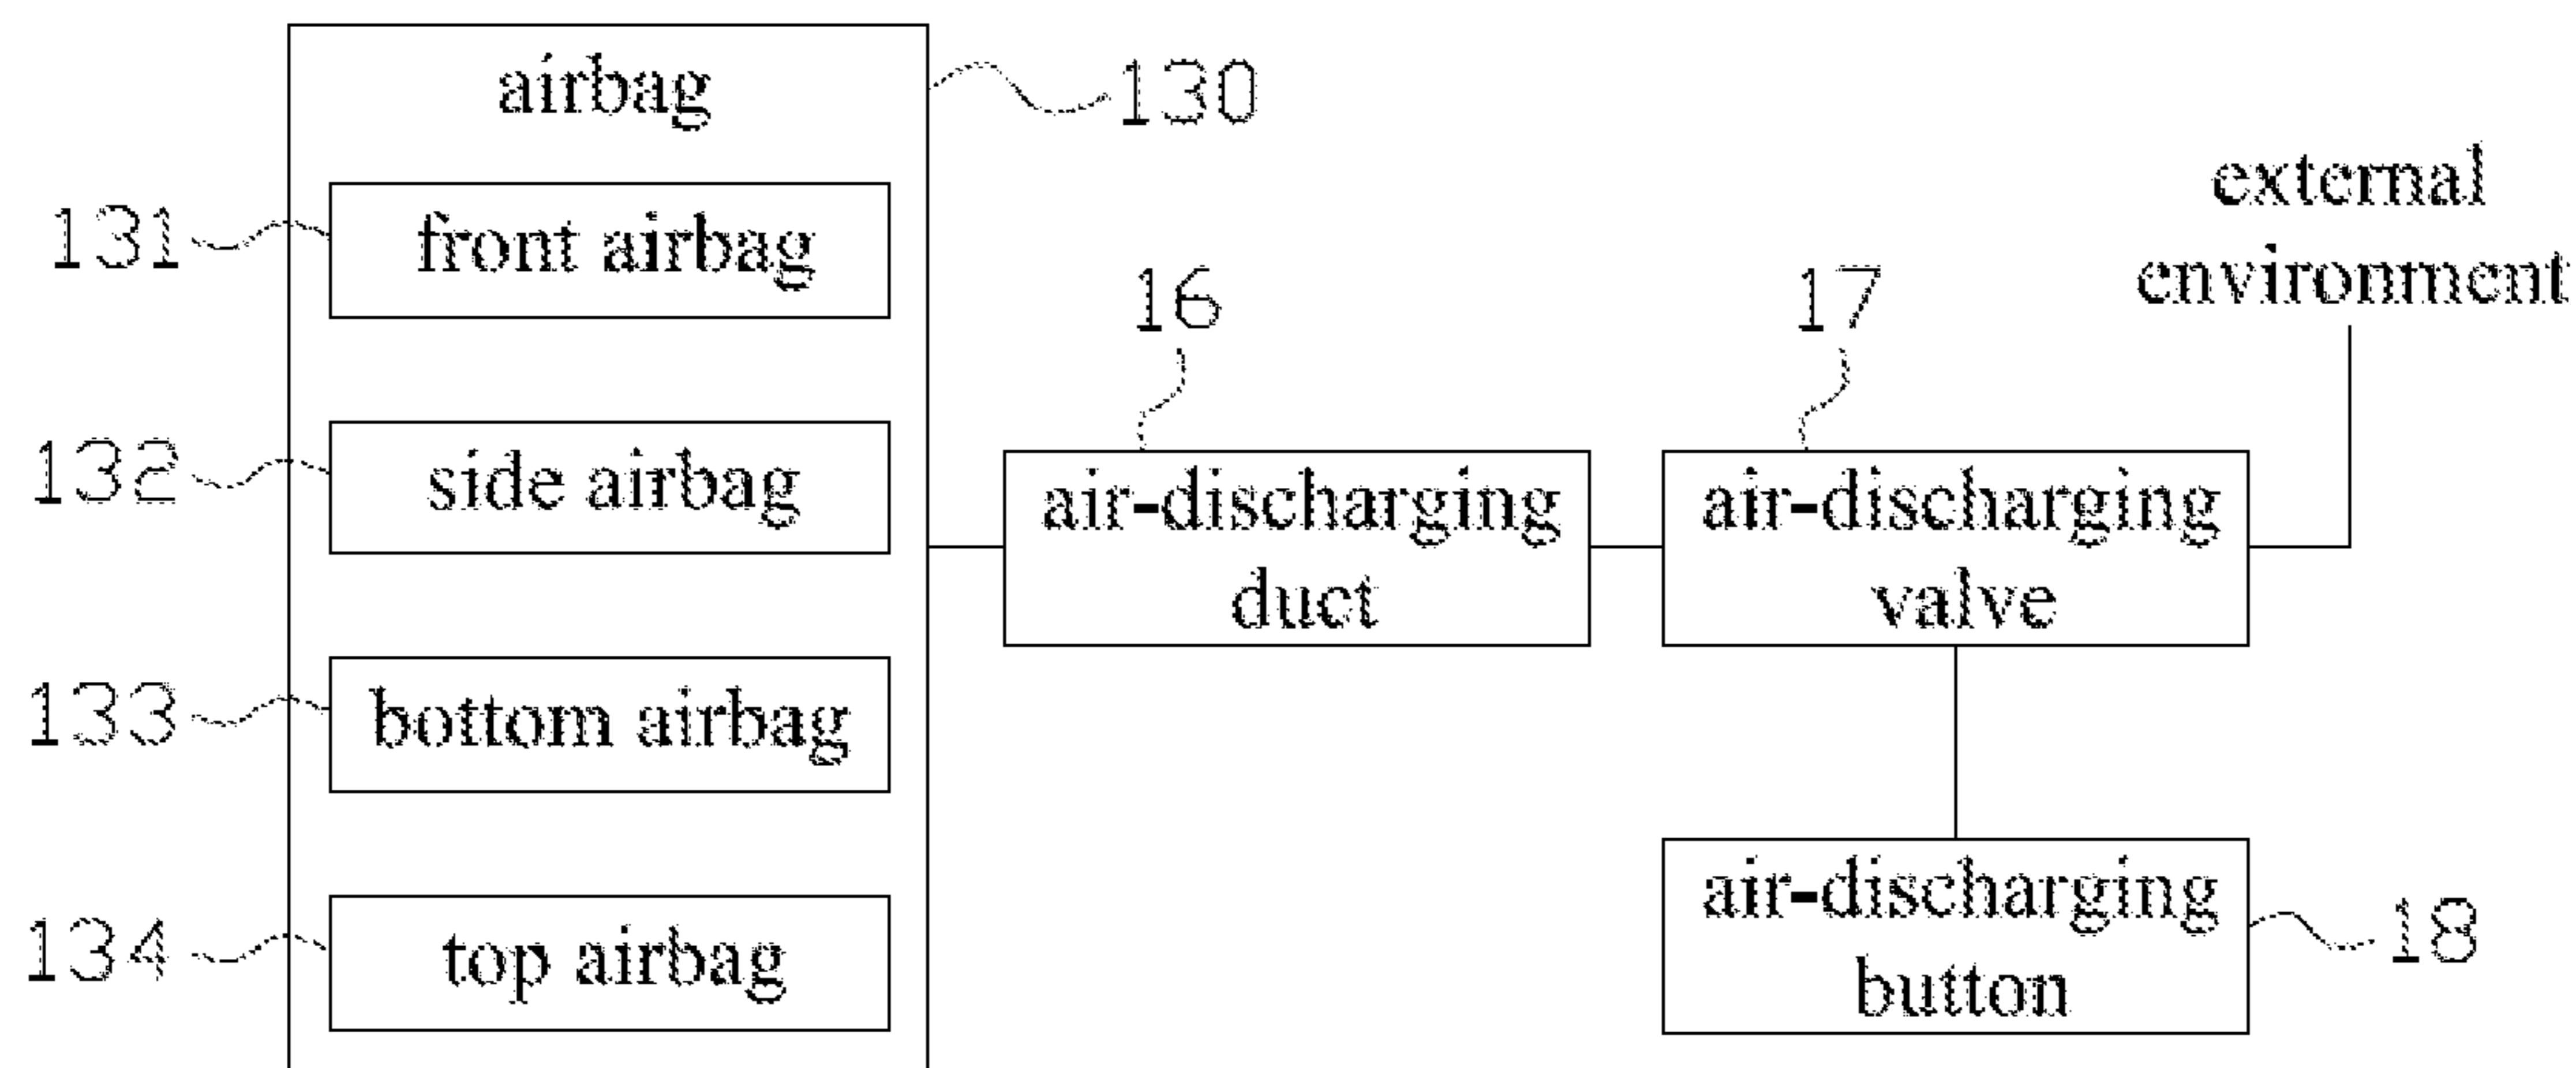 airbag
130
131
front airbag
132
side airbag
133
bottom airbag
134
top airbag
16
air-discharging
duct
17
air-discharging
valve
external
environment
air-discharging
button
18